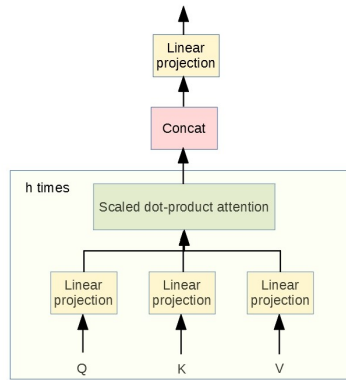 Linear
projection
Concat
h times
Scaled dot-product attention
Linear
projection
Linear
projection
Linear
projection
Q
K
V